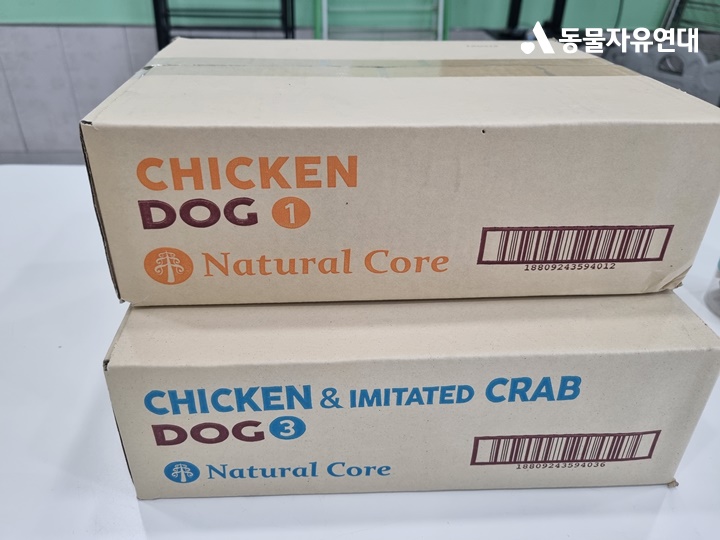 동물자유연대
CHICKEN
DOG 1
Natural Core
18809243594012
CHICKEN & IMITATED CRAB
DOG 3
Natural Core
18809243594036